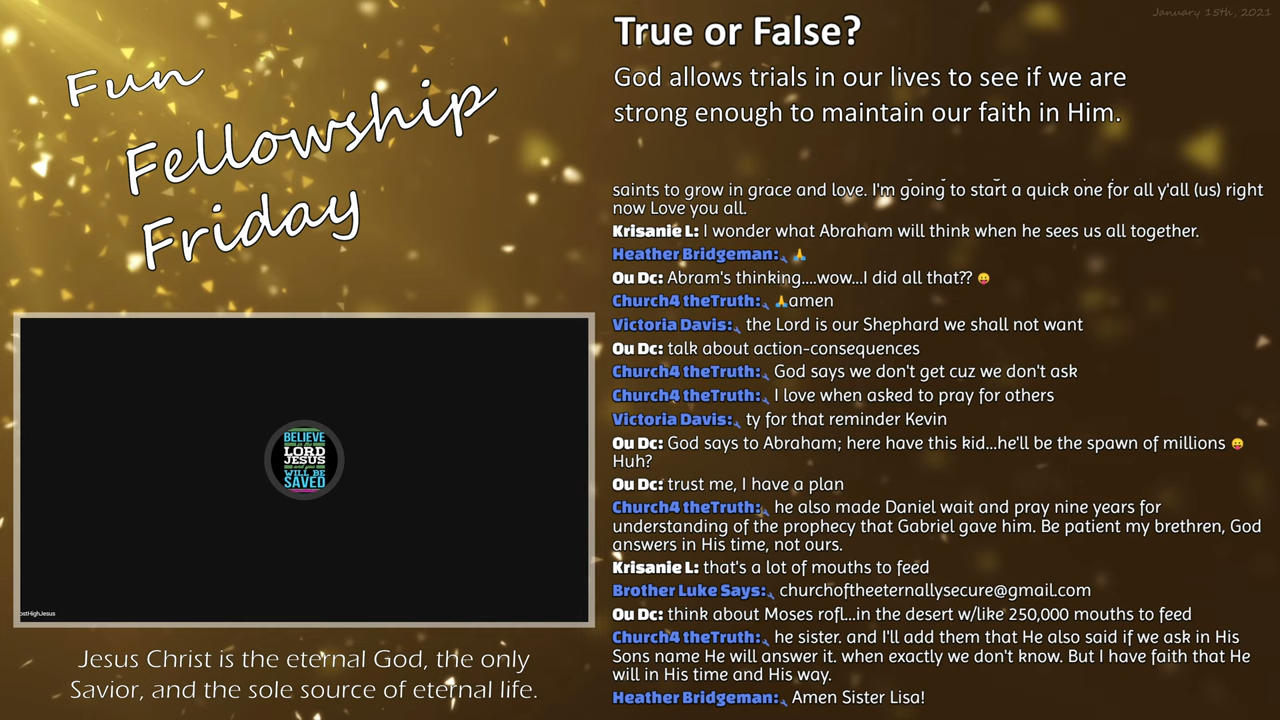 January 15th, 2021
Fun
Fellowship
Friday
True or False?
God allows trials in our lives to see if we are
strong enough to maintain our faith in Him.
saints to grow in grace and love. I'm going to start a quick one for all y'all (us) right
now Love you all.
Krisanie L: I wonder what Abraham will think when he sees us all together.
Heather Bridgeman: 🙏
Ou Dc: Abram's thinking....wow...I did all that?? 😛
Church4 theTruth: 🙏amen
Victoria Davis: the Lord is our Shephard we shall not want
Ou Dc: talk about action-consequences
Church4 theTruth: God says we don't get cuz we don't ask
Church4 theTruth: I love when asked to pray for others
Victoria Davis: ty for that reminder Kevin
Ou Dc: God says to Abraham; here have this kid...he'll be the spawn of millions 😛
Huh?
Ou Dc: trust me, I have a plan
Church4 theTruth: he also made Daniel wait and pray nine years for
understanding of the prophecy that Gabriel gave him. Be patient my brethren, God
answers in His time, not ours.
Krisanie L: that's a lot of mouths to feed
Brother Luke Says: churchoftheeternallysecure@gmail.com
Ou Dc: think about Moses rofl...in the desert w/like 250,000 mouths to feed
Church4 theTruth: he sister. and I'll add them that He also said if we ask in His
Sons name He will answer it. when exactly we don't know. But I have faith that He
will in His time and His way.
Heather Bridgeman: Amen Sister Lisa!
BELIEVE
in the
LORD
JESUS
and you
WILL BE
SAVED
ostHighJesus
Jesus Christ is the eternal God, the only
Savior, and the sole source of eternal life.